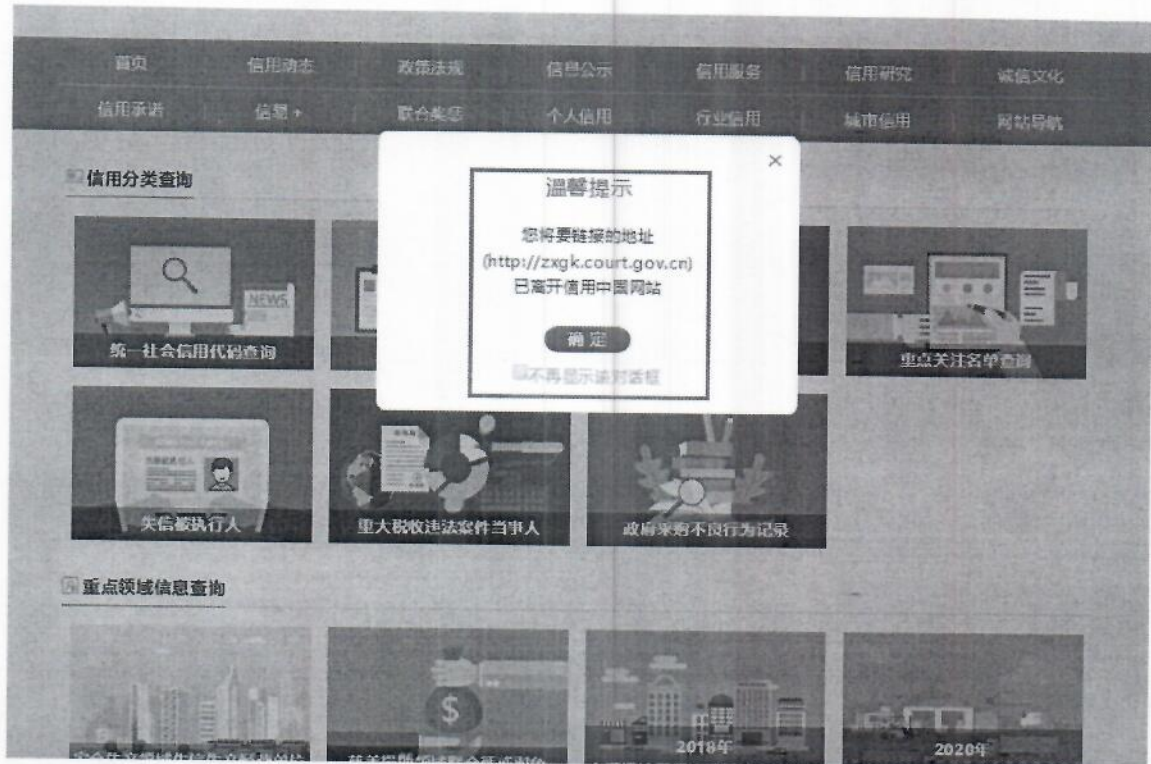 首页 信用动态 政策法规 信息公示 信用服务 信用研究 诚信文化
信用承诺 信息+ 联合奖惩 个人信用 行业信用 城市信用 网站导航
信用分类查询
×
温馨提示
您将要链接的地址
(http://zxgk.court.gov.cn)
已离开信用中国网站
确定
不再显示该对话框
NEWS
统一社会信用代码查询
重点关注名单查询
失信被执行人
重大税收违法案件当事人
政府采购不良行为记录
重点领域信息查询
$
2018年
2020年